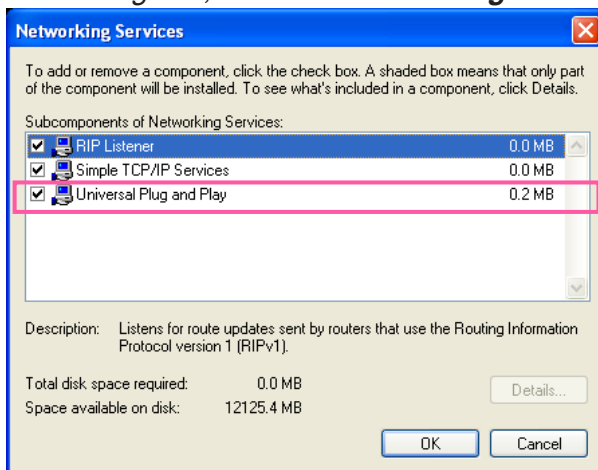 Networking Services
To add or remove a component, click the check box. A shaded box means that only part
of the component will be installed. To see what's included in a component, click Details.
Subcomponents of Networking Services:
RIP Listener 0.0 MB
Simple TCP/IP Services 0.0 MB
Universal Plug and Play 0.2 MB
Description: Listens for route updates sent by routers that use the Routing Information
Protocol version 1 (RIPv1).
Total disk space required: 0.0 MB
Details...
Space available on disk: 12125.4 MB
OK Cancel